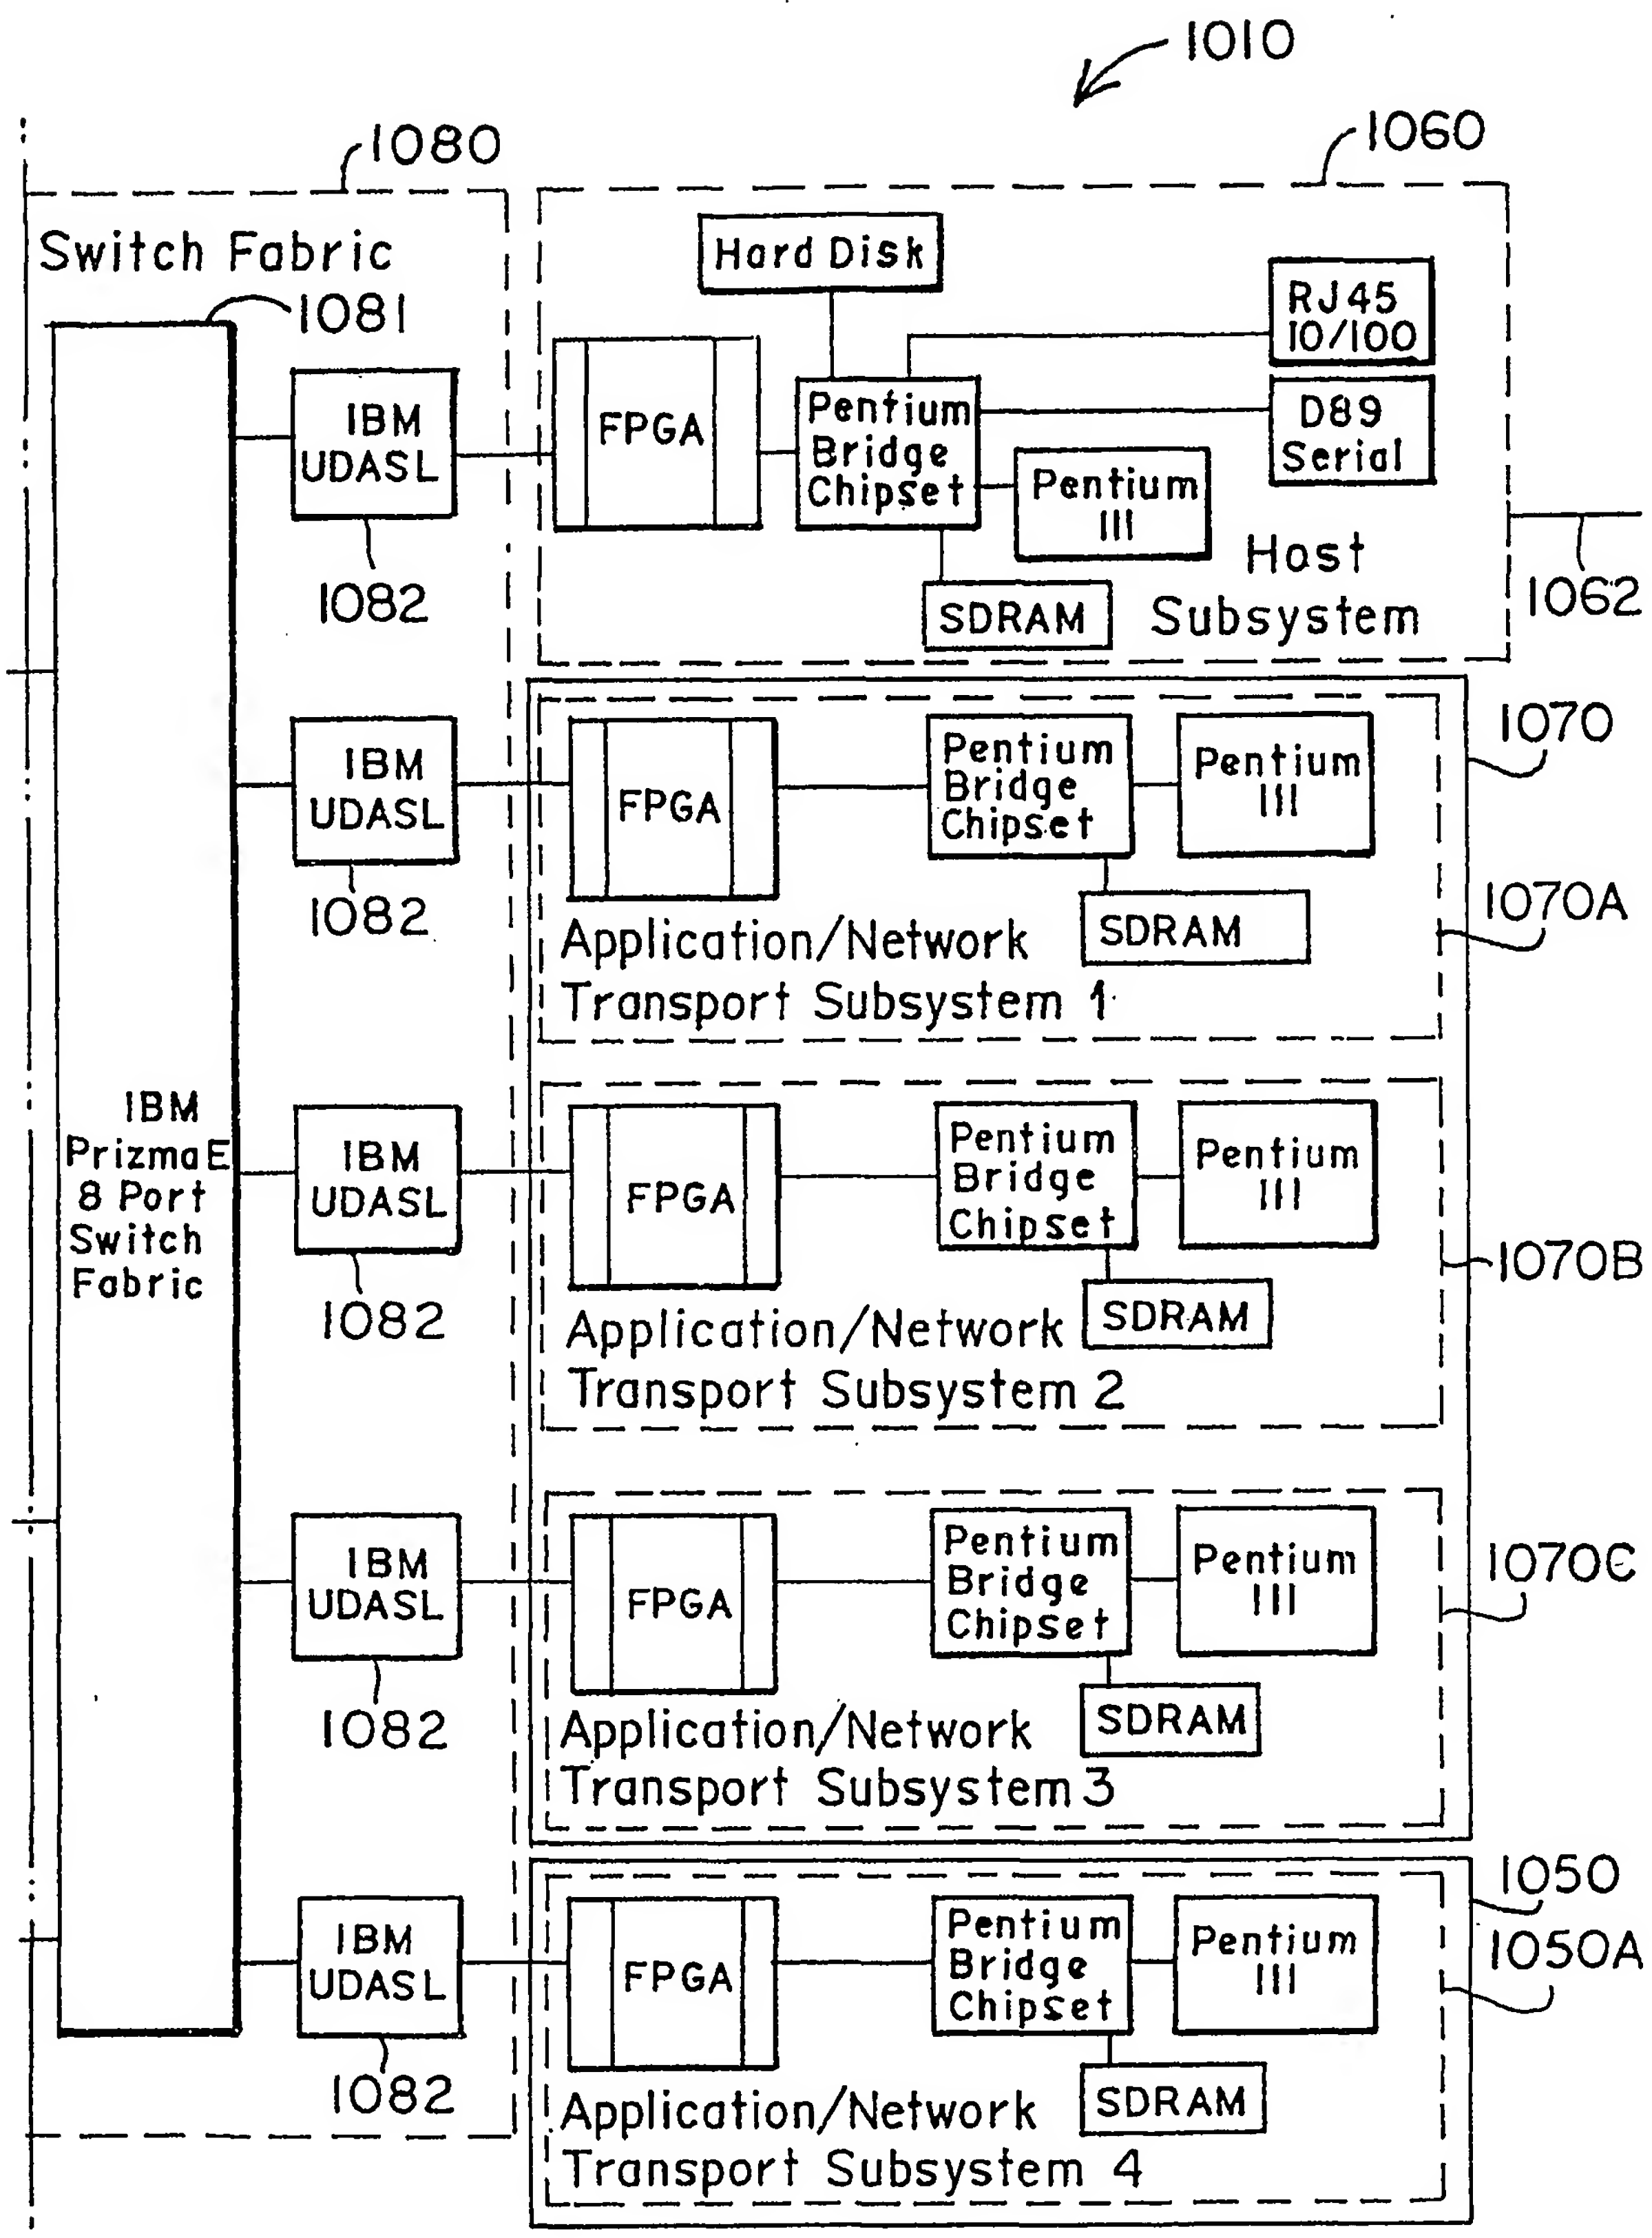 1010
1080
1060
Switch Fabric
1081
Hard Disk
RJ45
10/100
IBM
UDASL
FPGA
Pentium
Bridge
Chipset
D89
Serial
Pentium
III
1082
SDRAM
Host
Subsystem
1062
IBM
UDASL
FPGA
Pentium
Bridge
Chipset
Pentium
III
1070
1082
SDRAM
1070A
Application/Network
Transport Subsystem 1
IBM
PrizmaE
8 Port
Switch
Fabric
IBM
UDASL
FPGA
Pentium
Bridge
Chipset
Pentium
III
1070B
1082
SDRAM
Application/Network
Transport Subsystem 2
IBM
UDASL
FPGA
Pentium
Bridge
Chipset
Pentium
III
1070C
1082
SDRAM
Application/Network
Transport Subsystem 3
1050
IBM
UDASL
FPGA
Pentium
Bridge
Chipset
Pentium
III
1050A
1082
SDRAM
Application/Network
Transport Subsystem 4